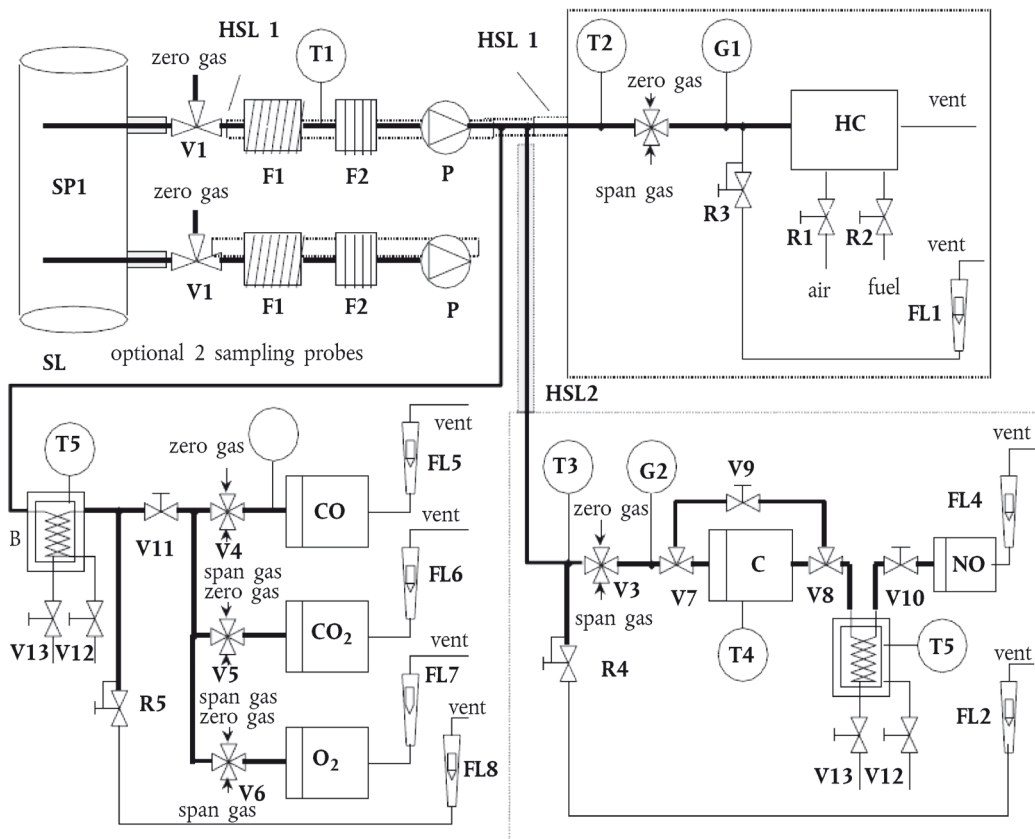 HSL 1
T1
zero gas
V1
F1
F2
P
SP1
zero gas
V1
F1
F2
P
SL
optional 2 sampling probes
HSL 1
T2
G1
zero gas
span gas
HC
vent
R3
R1
R2
air
fuel
vent
FL1
HSL2
T5
B
V13
V12
V11
R5
zero gas
V4
span gas
CO
vent
FL5
zero gas
V5
span gas
CO₂
vent
FL6
zero gas
V6
span gas
O₂
vent
FL7
vent
FL8
T3
G2
V9
zero gas
V3
span gas
V7
C
V8
T4
R4
V10
NO
vent
FL4
T5
V13
V12
vent
FL2